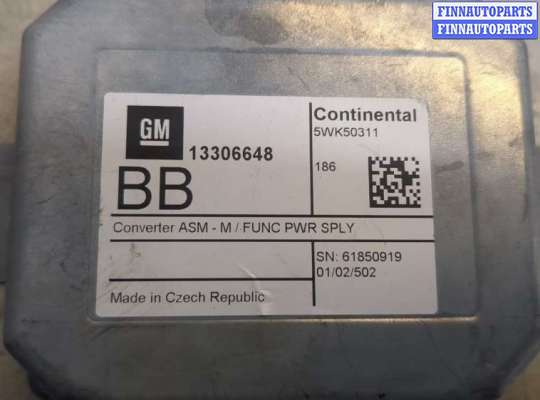 FINNAUTOPARTS
FINNAUTOPARTS
GM
13306648
BB
Continental
5WK50311
186
Converter ASM - M / FUNC PWR SPLY
SN: 61850919
01/02/502
Made in Czech Republic